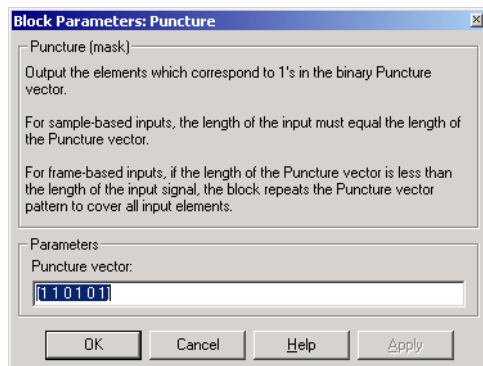 Block Parameters: Puncture
Puncture (mask)
Output the elements which correspond to 1's in the binary Puncture
vector.
For sample-based inputs, the length of the input must equal the length of
the Puncture vector.
For frame-based inputs, if the length of the Puncture vector is less than
the length of the input signal, the block repeats the Puncture vector
pattern to cover all input elements.
Parameters
Puncture vector:
[1 1 0 1 0 1]
OK Cancel Help Apply